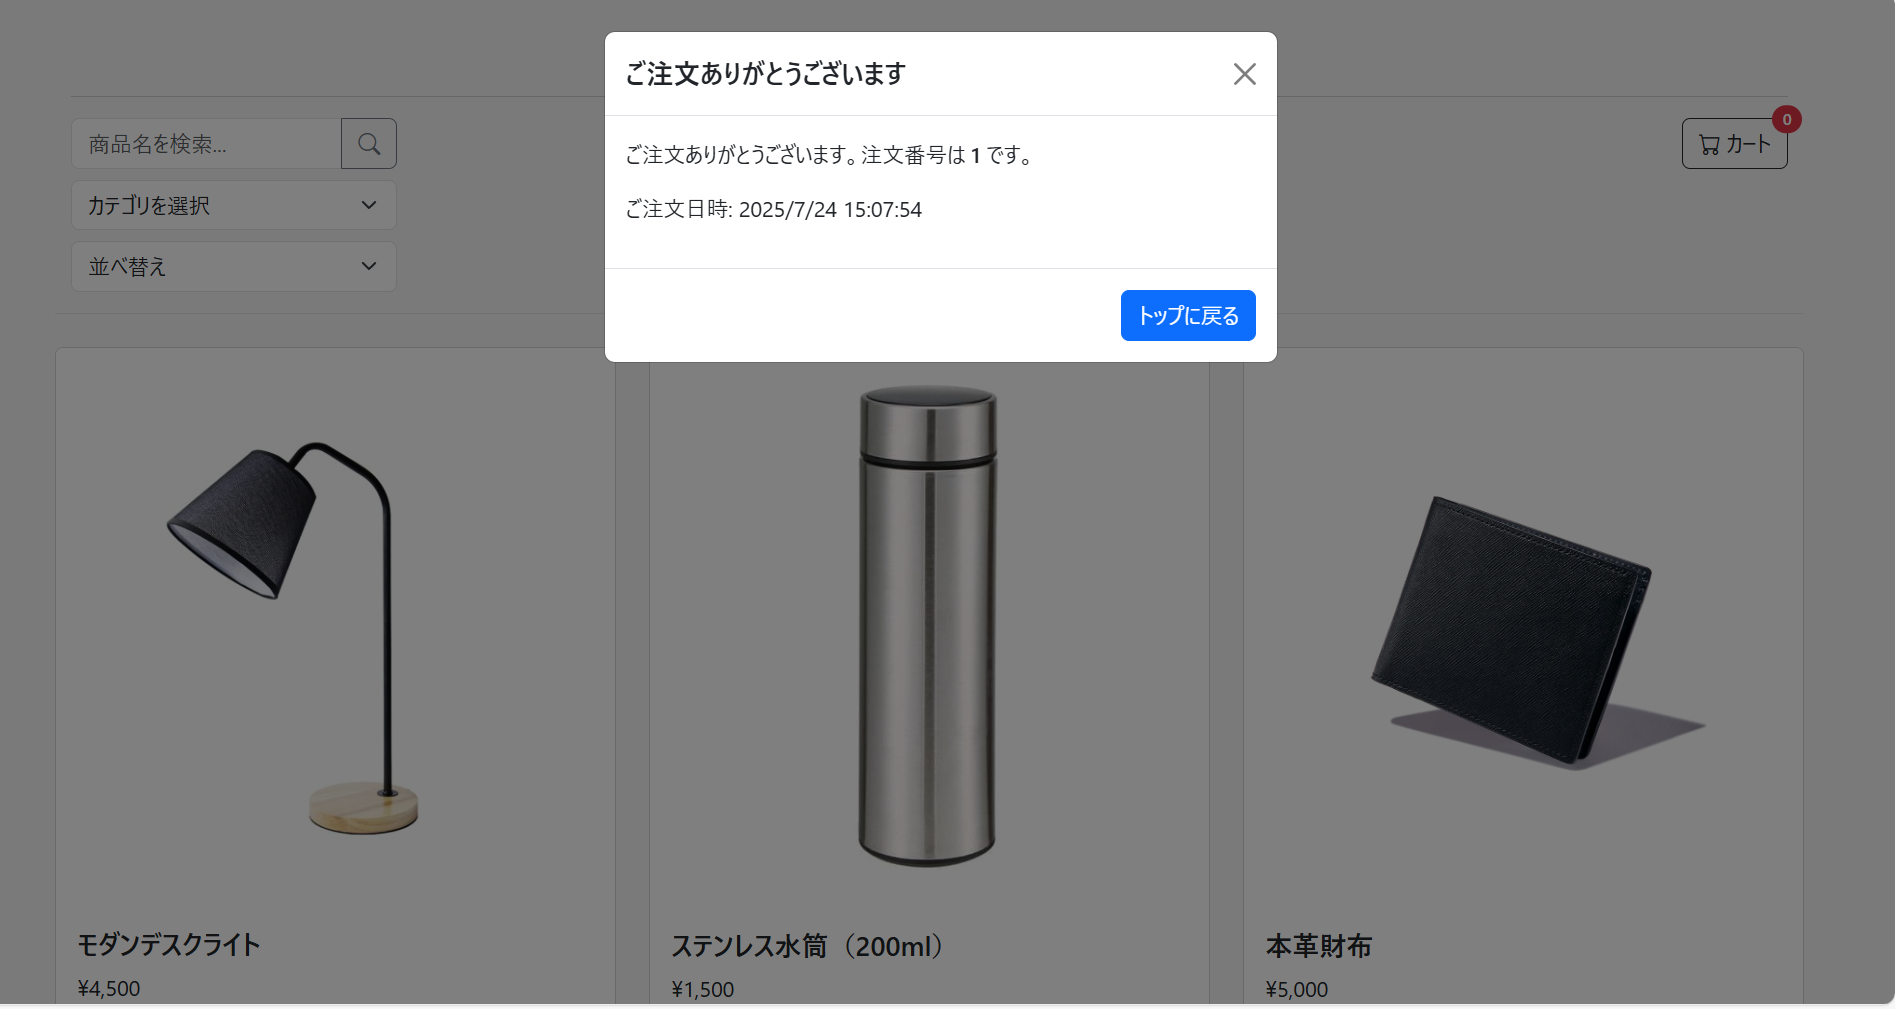 ご注文ありがとうございます
ご注文ありがとうございます。注文番号は 1 です。
ご注文日時: 2025/7/24 15:07:54
トップに戻る
商品名を検索...
0
カート
カテゴリを選択
並べ替え
モダンデスクライト
¥4,500
ステンレス水筒（200ml）
¥1,500
本革財布
¥5,000